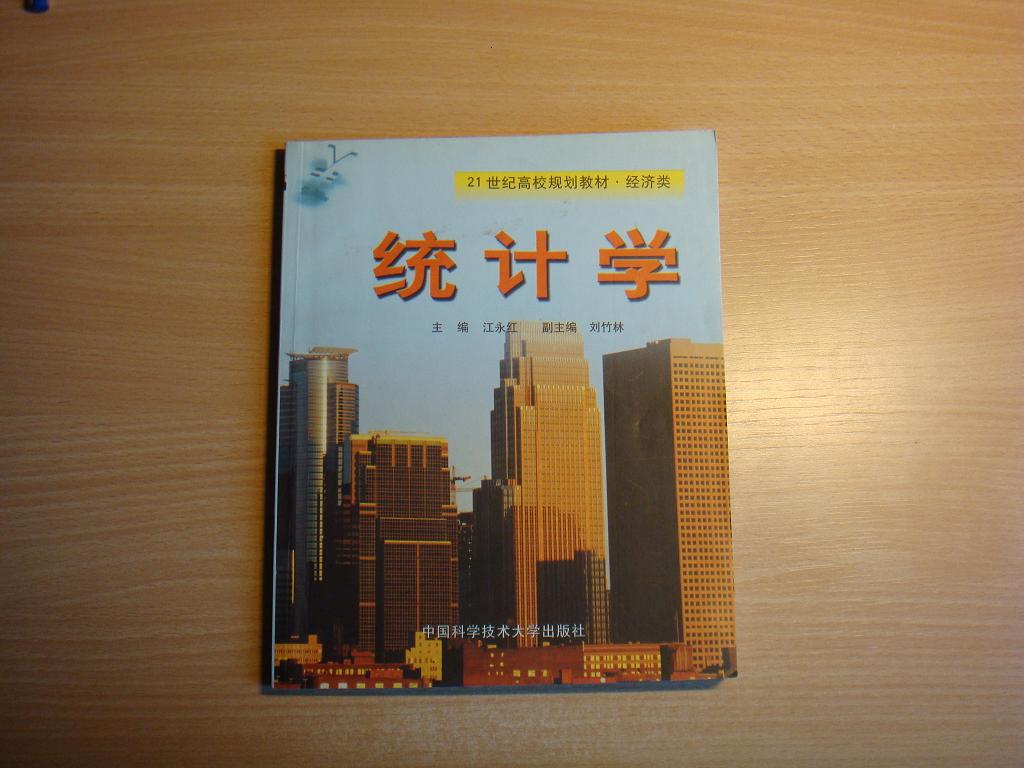 21世纪高校规划教材·经济类
统计学
主 编 江永红 副主编 刘竹林
中国科学技术大学出版社